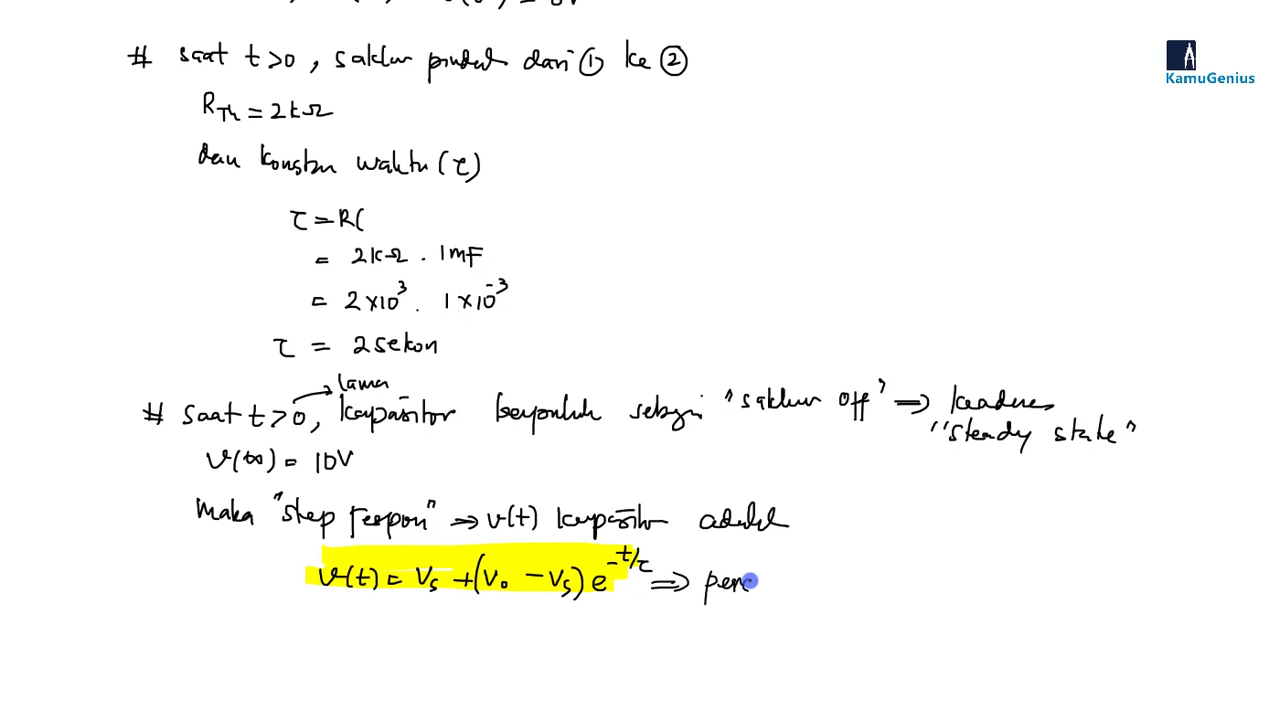 # saat t>0, saklar pindah dari ① ke ②
KamuGenius
RTh = 2kΩ
dan konstan waktu (τ)
τ = RC
= 2kΩ . 1mF
= 2×10³ . 1×10⁻³
τ = 2 sekon
lama
# saat t>0, kapasitor berperilaku sebagai "saklar off" ⇒ keadaan
"steady state"
v(∞) = 10V
maka "step respon" ⇒ v(t) kapasitor adalah
v(t) = Vs + (V₀ − Vs) e^−t/τ ⇒ pen